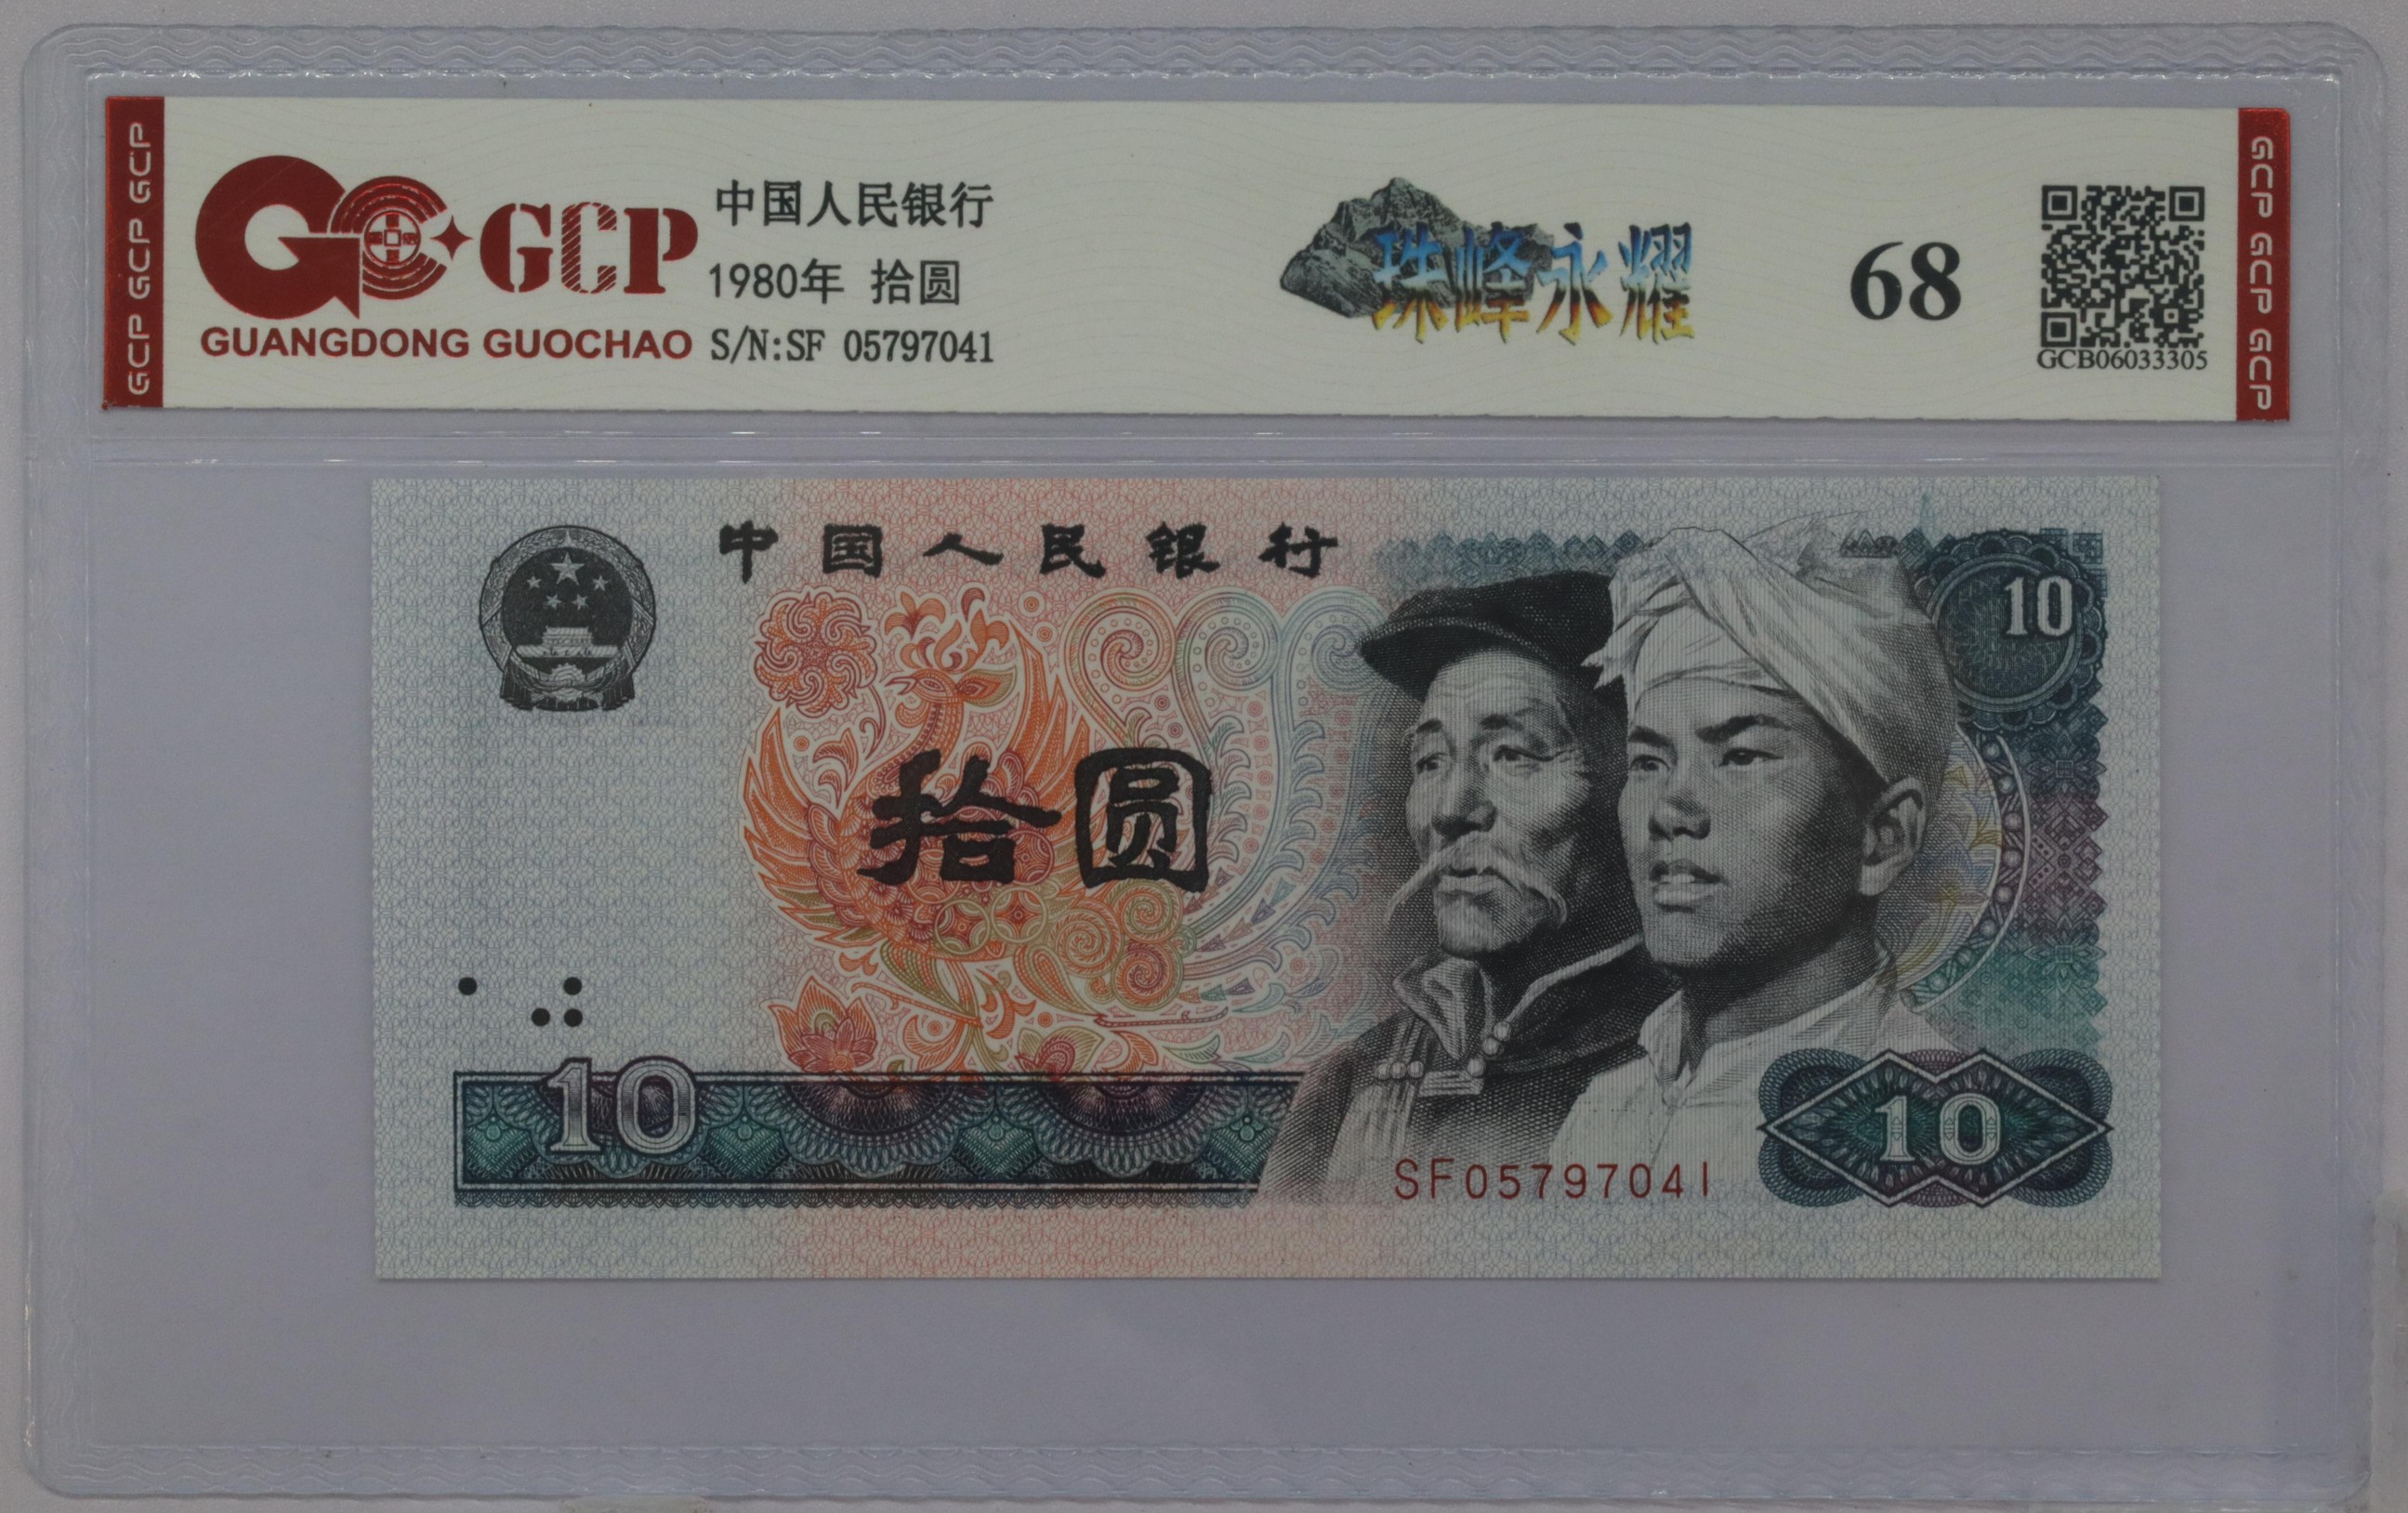 GCP GCP GCP
GCP
GUANGDONG GUOCHAO
中国人民银行
1980年 拾圆
S/N:SF 05797041
珠峰永耀
68
GCB06033305
GCP GCP GCP
中国人民银行
10
拾圆
10
SF05797041
10